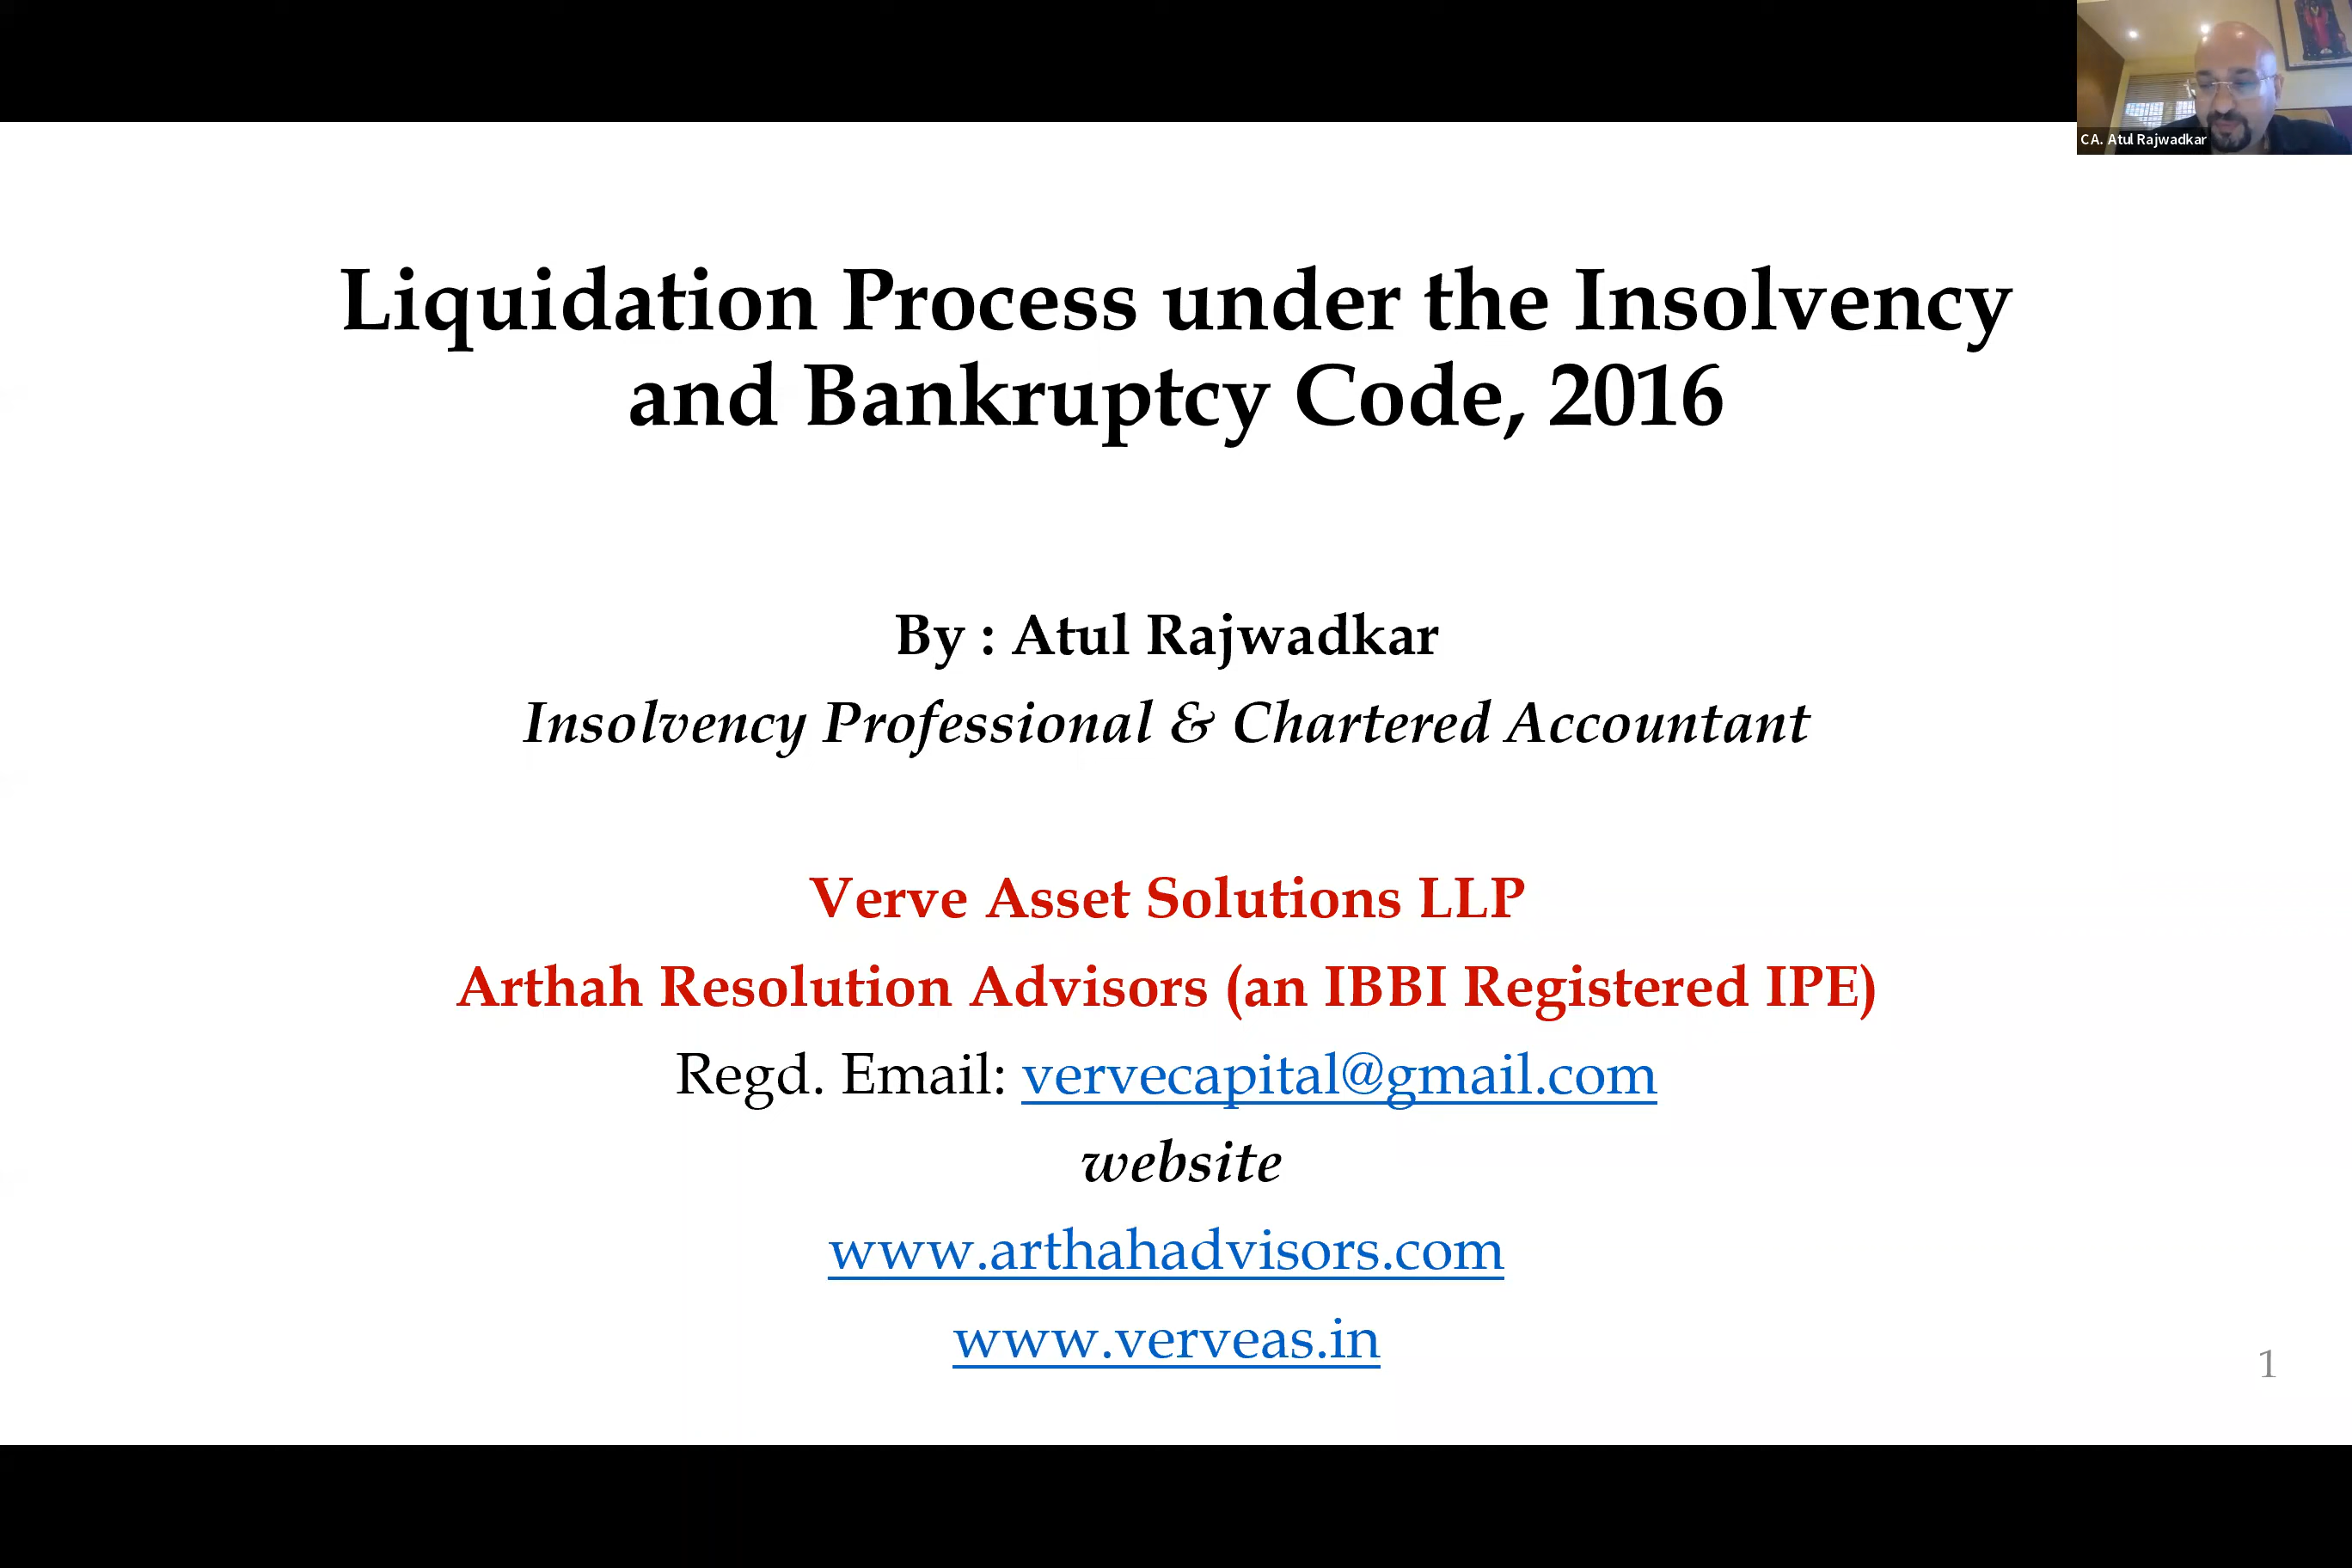 CA. Atul Rajwadkar
Liquidation Process under the Insolvency
and Bankruptcy Code, 2016
By : Atul Rajwadkar
Insolvency Professional & Chartered Accountant
Verve Asset Solutions LLP
Arthah Resolution Advisors (an IBBI Registered IPE)
Regd. Email: vervecapital@gmail.com
website
www.arthahadvisors.com
www.verveas.in
1